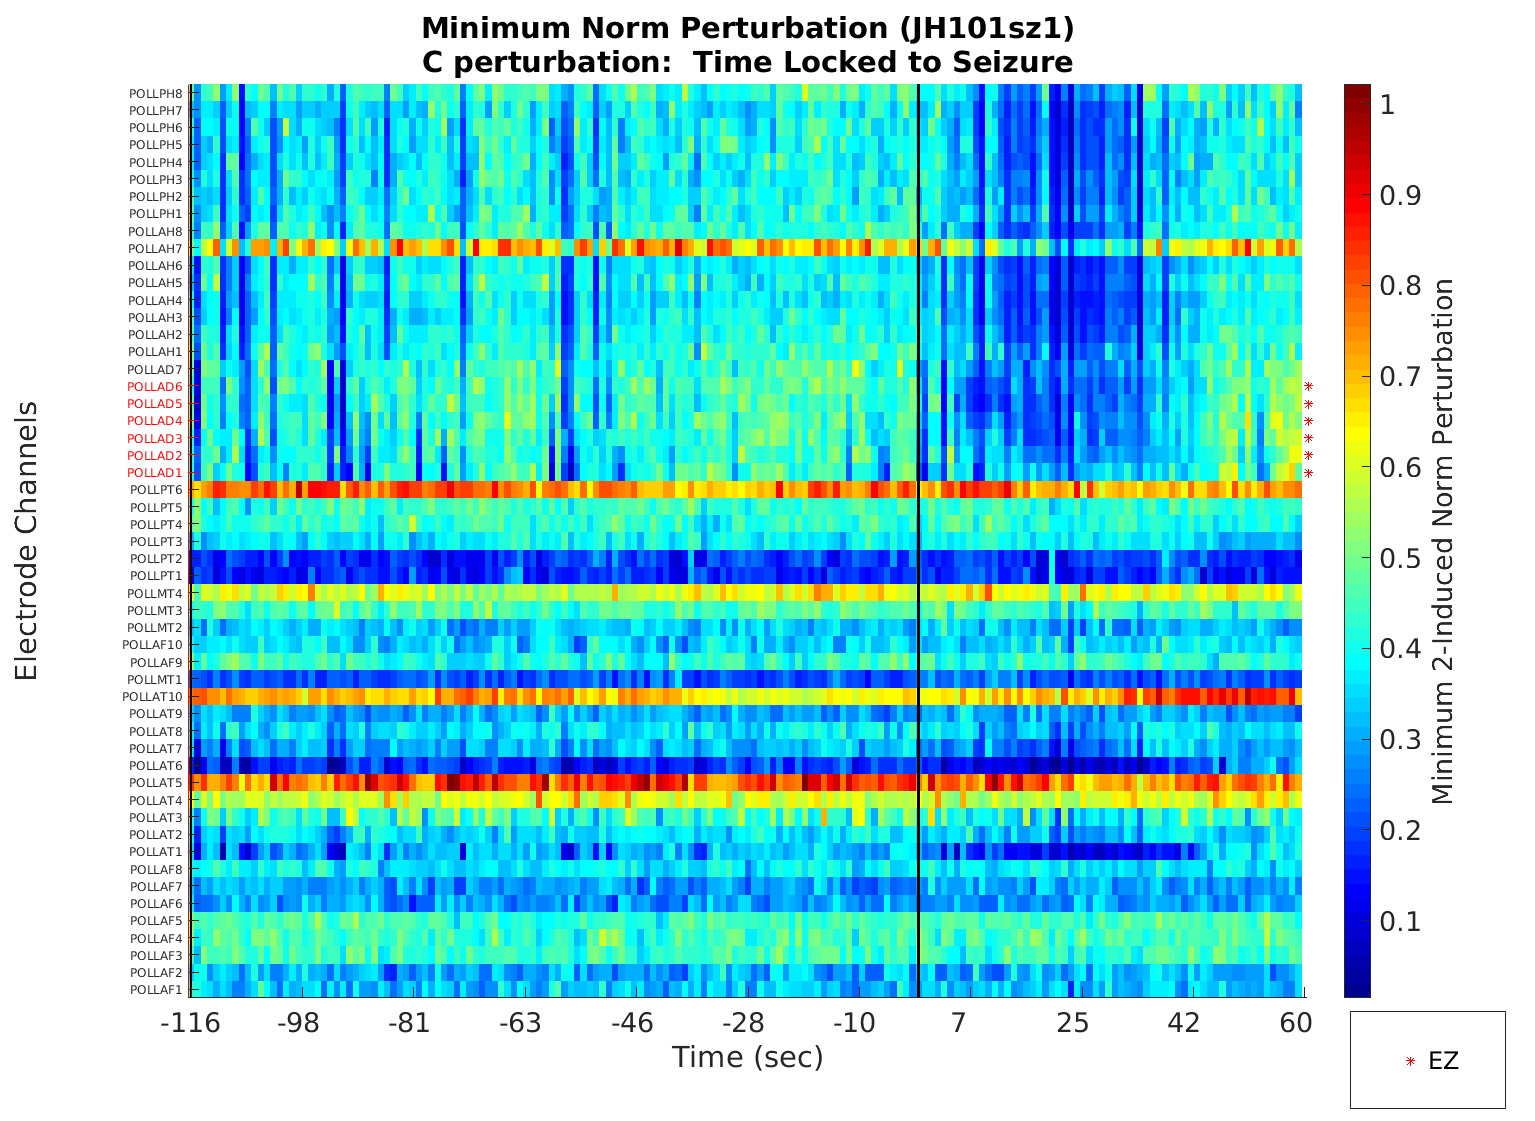 Minimum Norm Perturbation (JH101sz1)
C perturbation:  Time Locked to Seizure
Electrode Channels
POLLPH8
POLLPH7
POLLPH6
POLLPH5
POLLPH4
POLLPH3
POLLPH2
POLLPH1
POLLAH8
POLLAH7
POLLAH6
POLLAH5
POLLAH4
POLLAH3
POLLAH2
POLLAH1
POLLAD7
POLLAD6
POLLAD5
POLLAD4
POLLAD3
POLLAD2
POLLAD1
POLLPT6
POLLPT5
POLLPT4
POLLPT3
POLLPT2
POLLPT1
POLLMT4
POLLMT3
POLLMT2
POLLAF10
POLLAF9
POLLMT1
POLLAT10
POLLAT9
POLLAT8
POLLAT7
POLLAT6
POLLAT5
POLLAT4
POLLAT3
POLLAT2
POLLAT1
POLLAF8
POLLAF7
POLLAF6
POLLAF5
POLLAF4
POLLAF3
POLLAF2
POLLAF1
-116 -98 -81 -63 -46 -28 -10 7 25 42 60
Time (sec)
1
0.9
0.8
0.7
0.6
0.5
0.4
0.3
0.2
0.1
Minimum 2-Induced Norm Perturbation
EZ